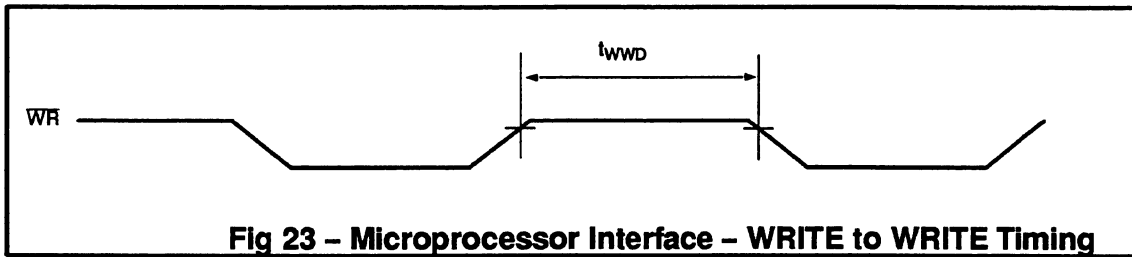 tWWD
WR
Fig 23 – Microprocessor Interface – WRITE to WRITE Timing